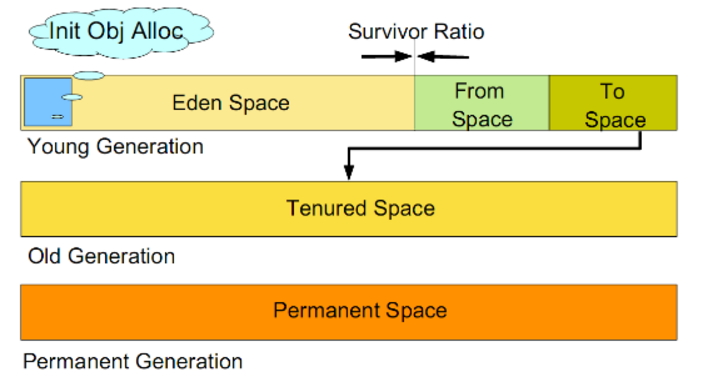 Init Obj Alloc
Survivor Ratio
Eden Space
From
Space
To
Space
Young Generation
Tenured Space
Old Generation
Permanent Space
Permanent Generation